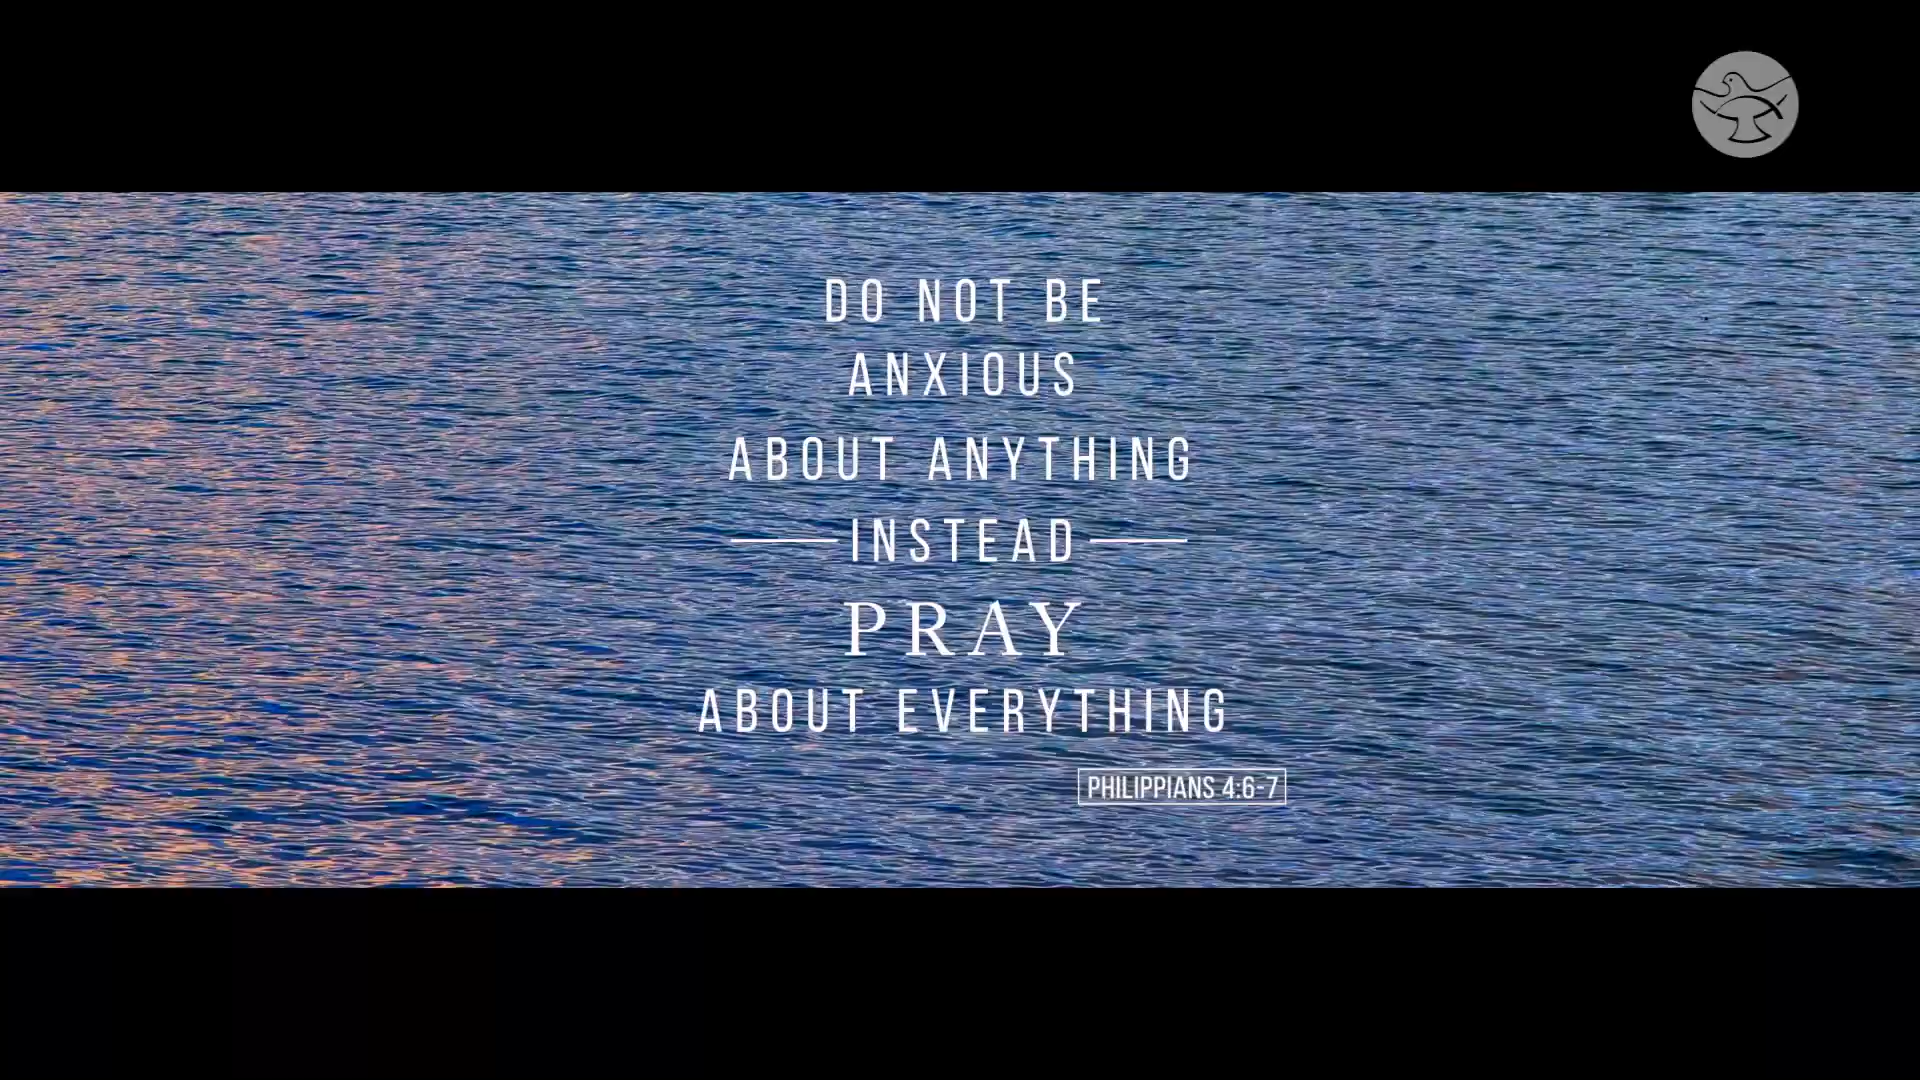 DO NOT BE
ANXIOUS
ABOUT ANYTHING
INSTEAD
PRAY
ABOUT EVERYTHING
PHILIPPIANS 4:6-7